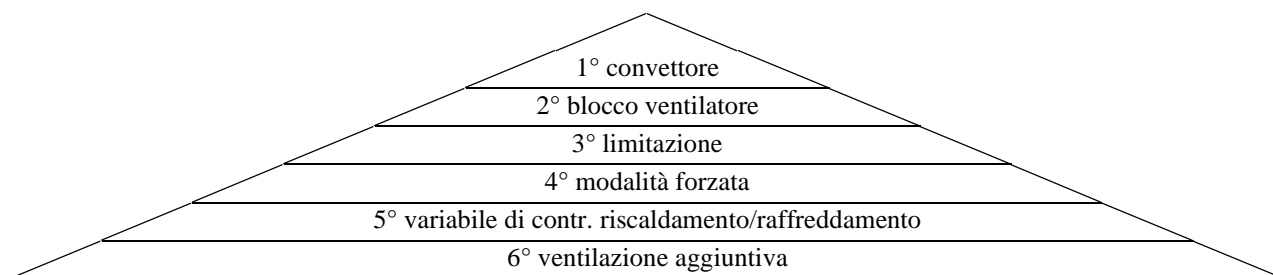 1° convettore
2° blocco ventilatore
3° limitazione
4° modalità forzata
5° variabile di contr. riscaldamento/raffreddamento
6° ventilazione aggiuntiva